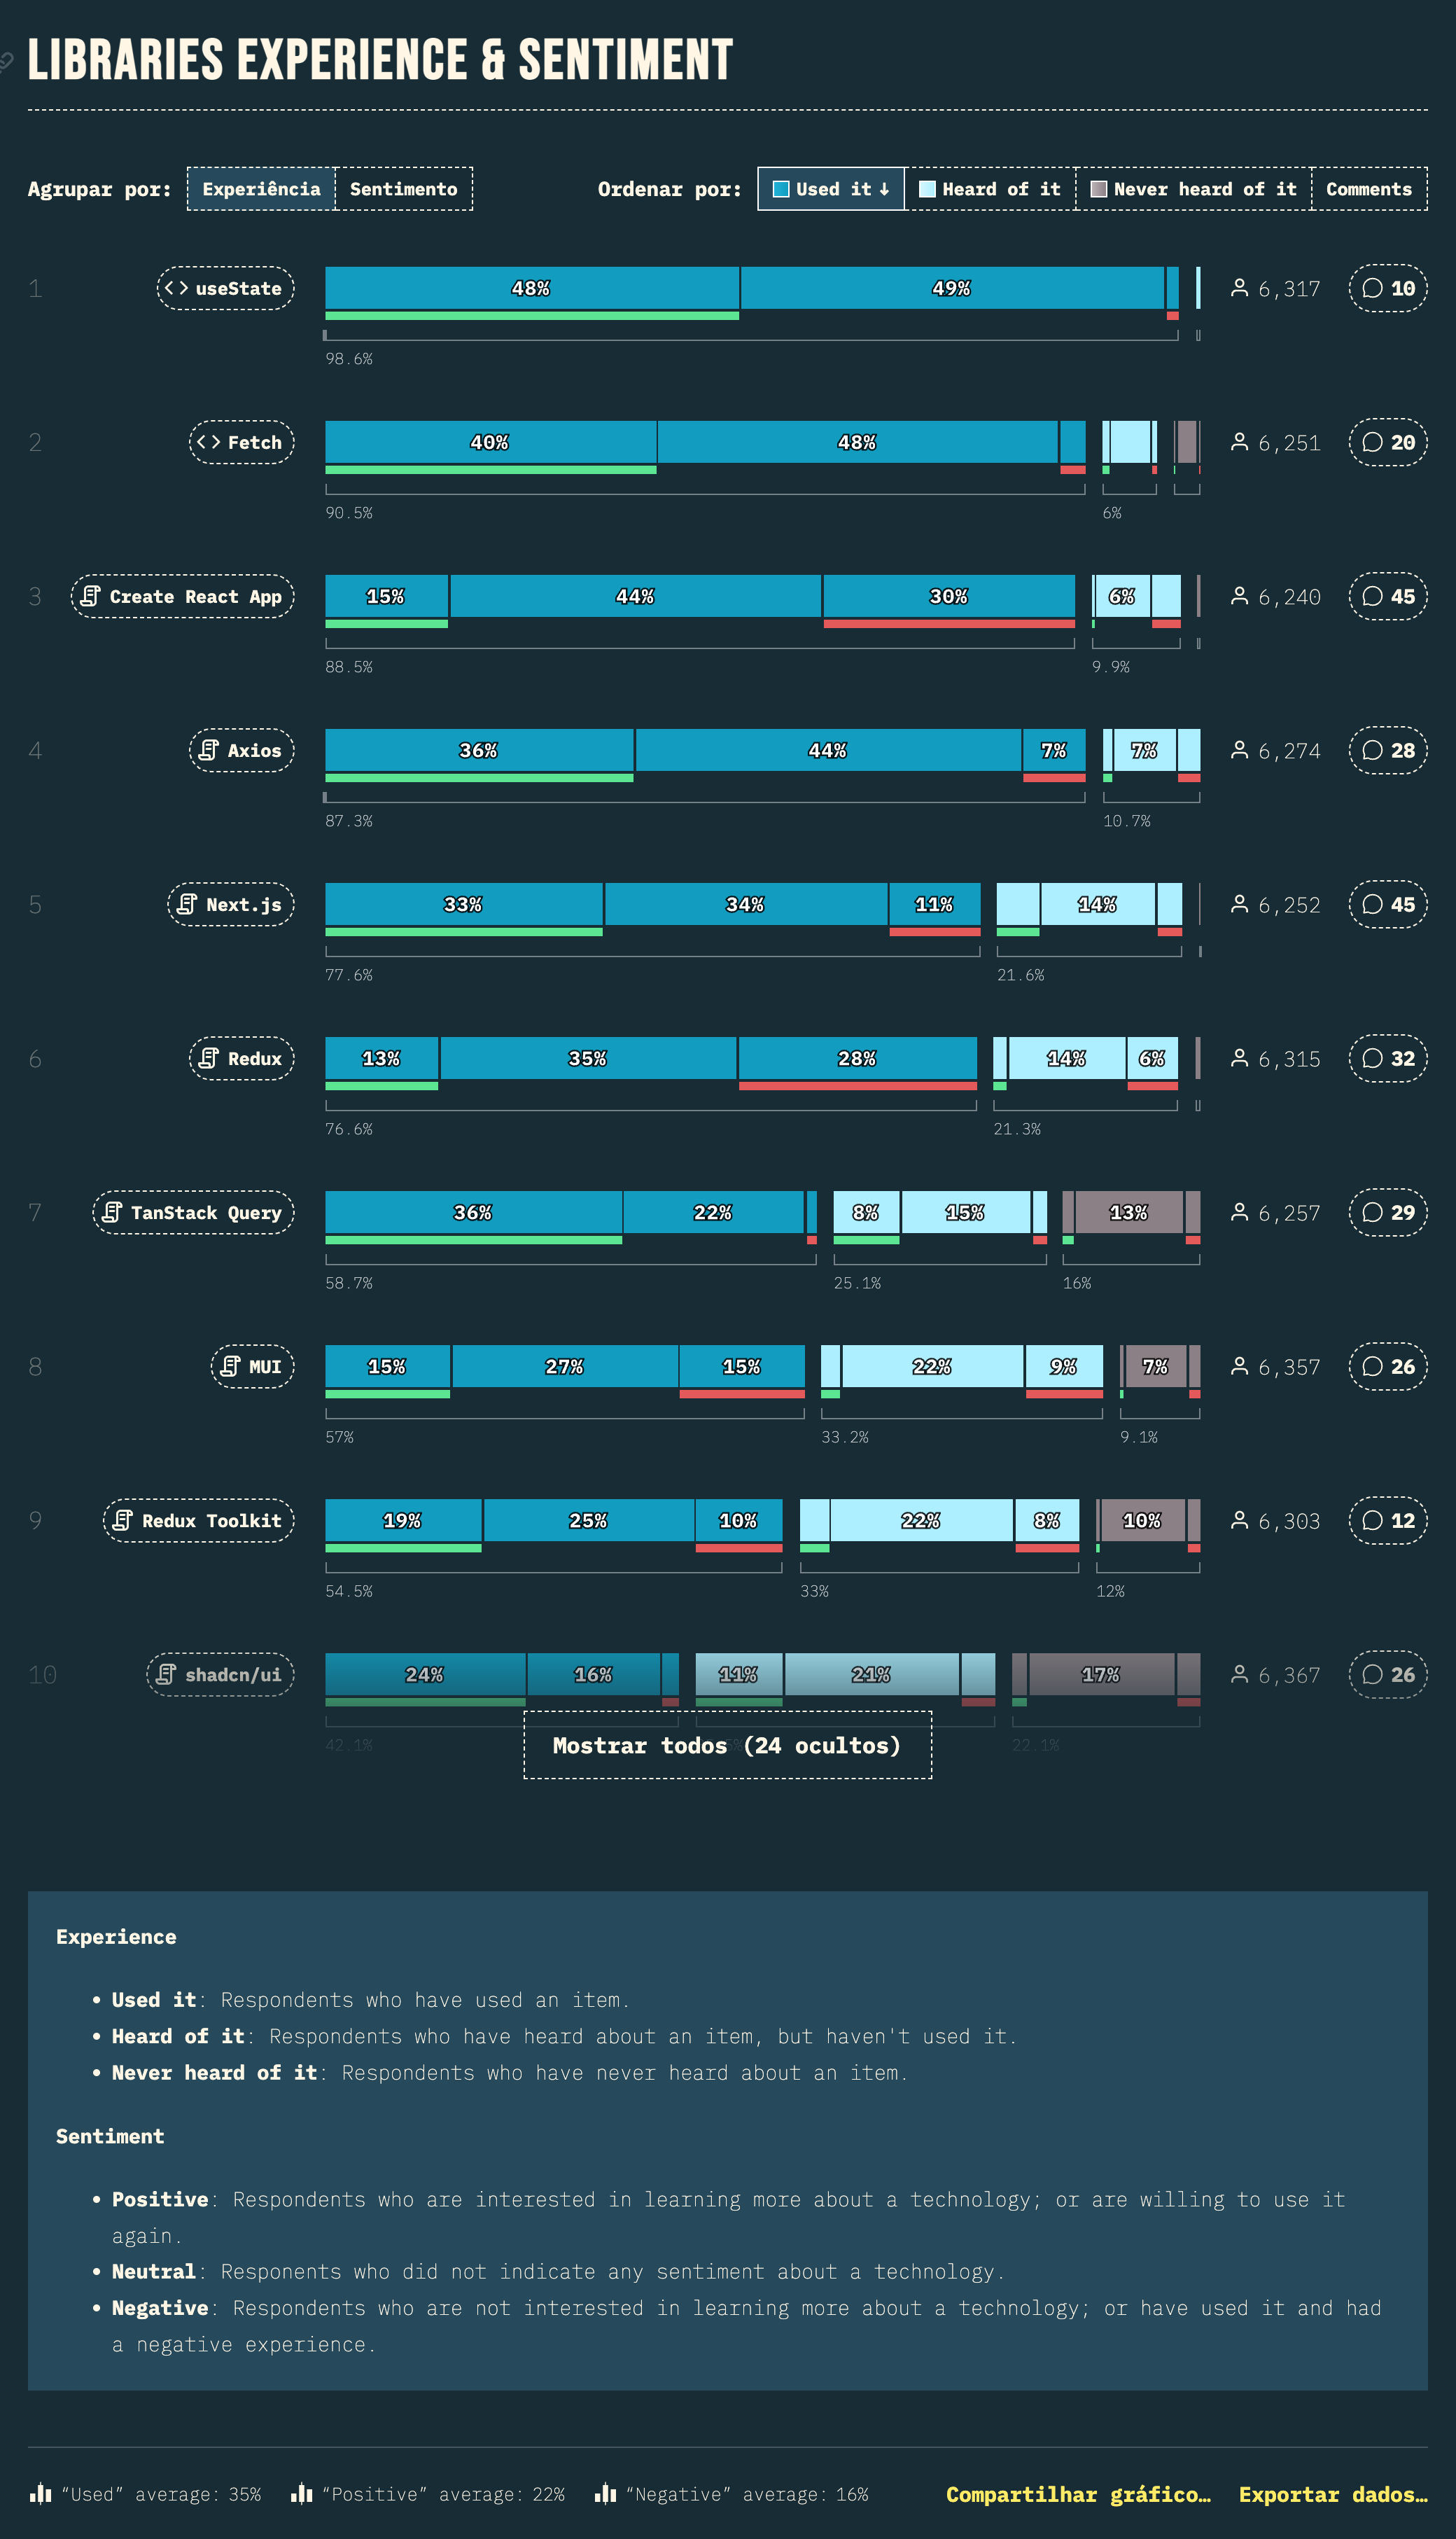 LIBRARIES EXPERIENCE & SENTIMENT
Agrupar por: Experiência Sentimento Ordenar por: Used it ↓ Heard of it Never heard of it Comments
1 useState 48% 49% 6,317 10
98.6%
2 Fetch 40% 48% 6,251 20
90.5% 6%
3 Create React App 15% 44% 30% 6% 6,240 45
88.5% 9.9%
4 Axios 36% 44% 7% 7% 6,274 28
87.3% 10.7%
5 Next.js 33% 34% 11% 14% 6,252 45
77.6% 21.6%
6 Redux 13% 35% 28% 14% 6% 6,315 32
76.6% 21.3%
7 TanStack Query 36% 22% 8% 15% 13% 6,257 29
58.7% 25.1% 16%
8 MUI 15% 27% 15% 22% 9% 7% 6,357 26
57% 33.2% 9.1%
9 Redux Toolkit 19% 25% 10% 22% 8% 10% 6,303 12
54.5% 33% 12%
10 shadcn/ui 24% 16% 11% 21% 17% 6,367 26
42.1% Mostrar todos (24 ocultos) 22.1%
Experience
• Used it: Respondents who have used an item.
• Heard of it: Respondents who have heard about an item, but haven't used it.
• Never heard of it: Respondents who have never heard about an item.
Sentiment
• Positive: Respondents who are interested in learning more about a technology; or are willing to use it
again.
• Neutral: Responents who did not indicate any sentiment about a technology.
• Negative: Respondents who are not interested in learning more about a technology; or have used it and had
a negative experience.
“Used” average: 35% “Positive” average: 22% “Negative” average: 16% Compartilhar gráfico… Exportar dados…